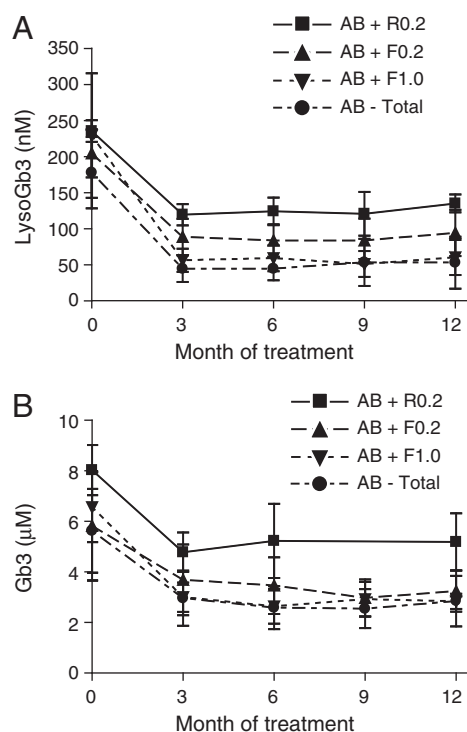 A
AB + R0.2
AB + F0.2
AB + F1.0
AB - Total
LysoGb3 (nM)
350
300
250
200
150
100
50
0
0 3 6 9 12
Month of treatment
B
AB + R0.2
AB + F0.2
AB + F1.0
AB - Total
Gb3 (μM)
10
8
6
4
2
0
0 3 6 9 12
Month of treatment